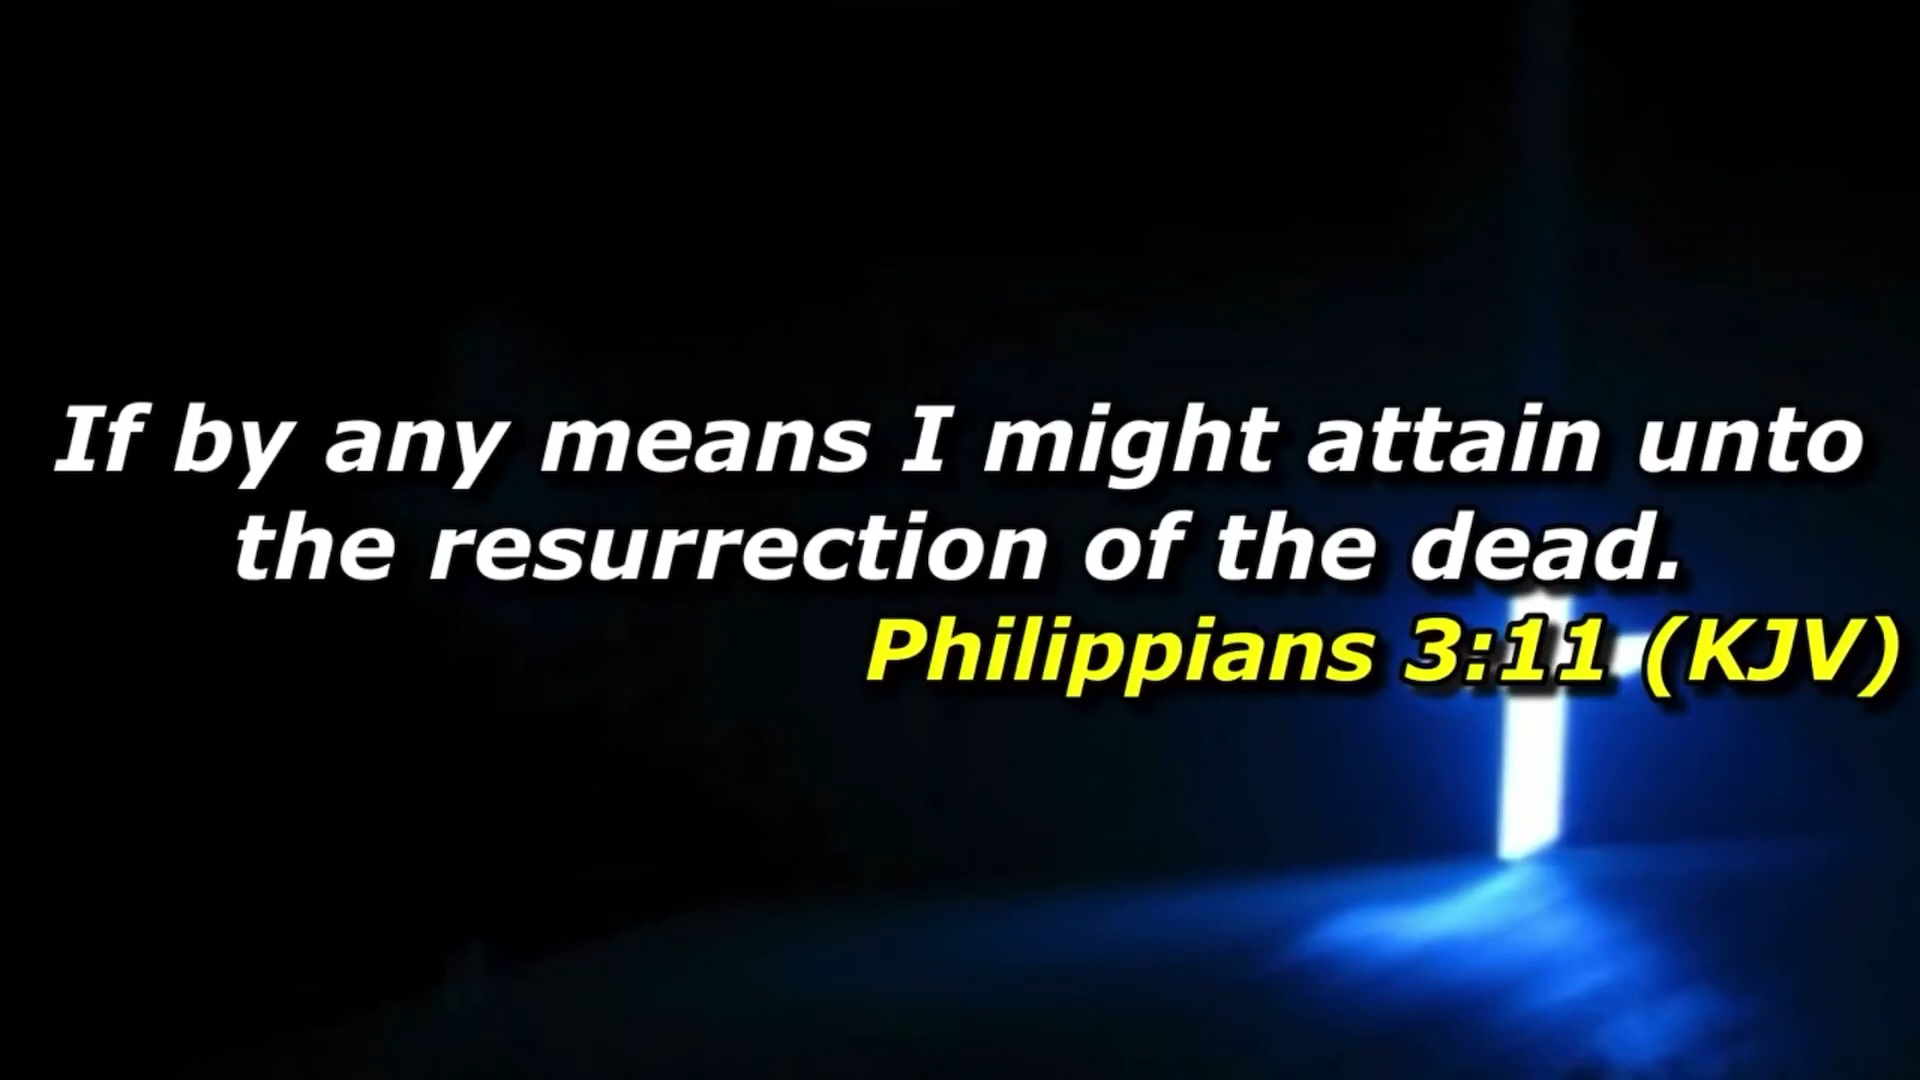 If by any means I might attain unto
the resurrection of the dead.
Philippians 3:11 (KJV)